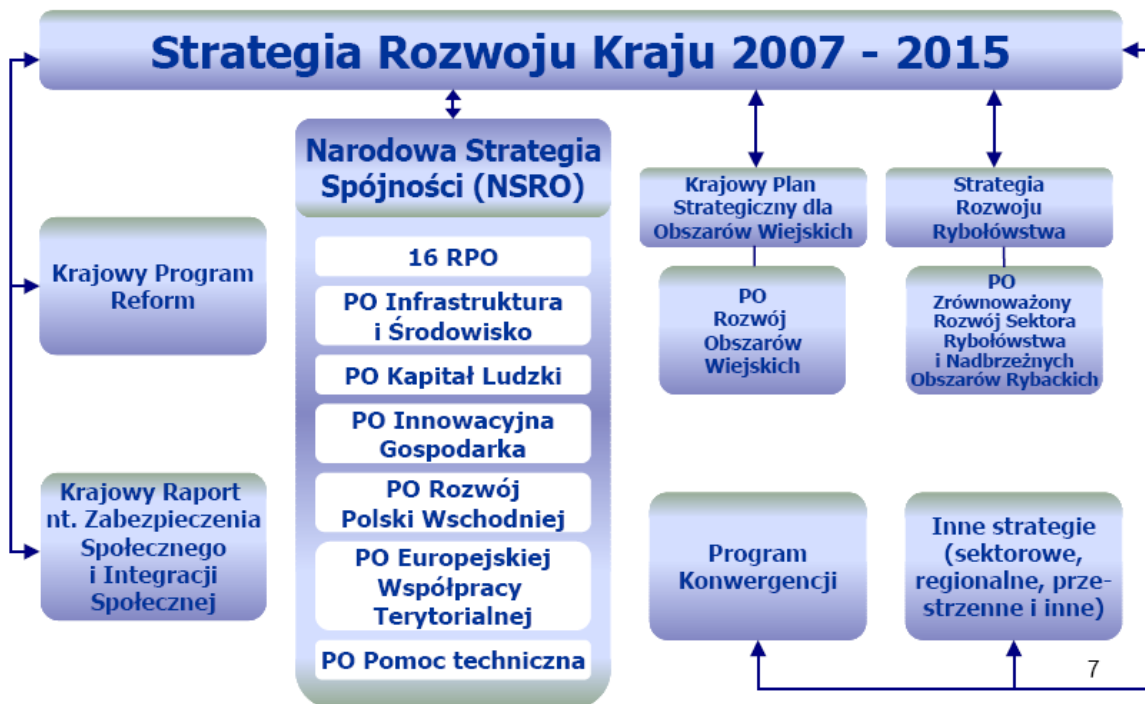 Strategia Rozwoju Kraju 2007 - 2015
Krajowy Program
Reform
Krajowy Raport
nt. Zabezpieczenia
Społecznego
i Integracji
Społecznej
Narodowa Strategia
Spójności (NSRO)
16 RPO
PO Infrastruktura
i Środowisko
PO Kapitał Ludzki
PO Innowacyjna
Gospodarka
PO Rozwój
Polski Wschodniej
PO Europejskiej
Współpracy
Terytorialnej
PO Pomoc techniczna
Krajowy Plan
Strategiczny dla
Obszarów Wiejskich
PO
Rozwój
Obszarów
Wiejskich
Strategia
Rozwoju
Rybołówstwa
PO
Zrównoważony
Rozwój Sektora
Rybołówstwa
i Nadbrzeżnych
Obszarów Rybackich
Program
Konwergencji
Inne strategie
(sektorowe,
regionalne, prze-
strzenne i inne)
7